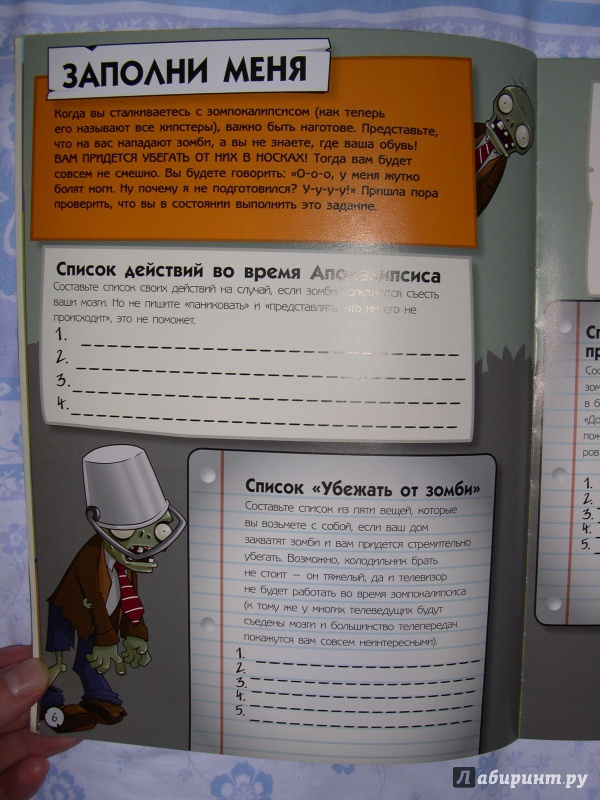 ЗАПОЛНИ МЕНЯ
Когда вы сталкиваетесь с зомпокалипсисом (как теперь
его называют все хипстеры), важно быть наготове. Представьте,
что на вас нападают зомби, а вы не знаете, где ваша обувь!
ВАМ ПРИДЕТСЯ УБЕГАТЬ ОТ НИХ В НОСКАХ! Тогда вам будет
совсем не смешно. Вы будете говорить: «О-о-о, у меня жутко
болят ноги. Ну почему я не подготовился? У-у-у-у!» Пришла пора
проверить, что вы в состоянии выполнить это задание.
Список действий во время Апокалипсиса
Составьте список своих действий на случай, если зомби попытаются съесть
ваши мозги. Но не пишите «паниковать» и «представлять, что ничего не
происходит», это не поможет.
1.
2.
3.
4.
Список «Убежать от зомби»
Составьте список из пяти вещей, которые
вы возьмете с собой, если ваш дом
захватят зомби и вам придется стремительно
убегать. Возможно, холодильник брать
не стоит – он тяжелый, да и телевизор
не будет работать во время зомпокалипсиса
(к тому же у многих телеведущих будут
съедены мозги и большинство телепередач
покажутся вам совсем неинтересными).
1.
2.
3.
4.
5.
6
Сп
пр
Сос
зом
в б
«До
пож
ров
1.
2.
3.
4.
5.
Лабиринт.ру